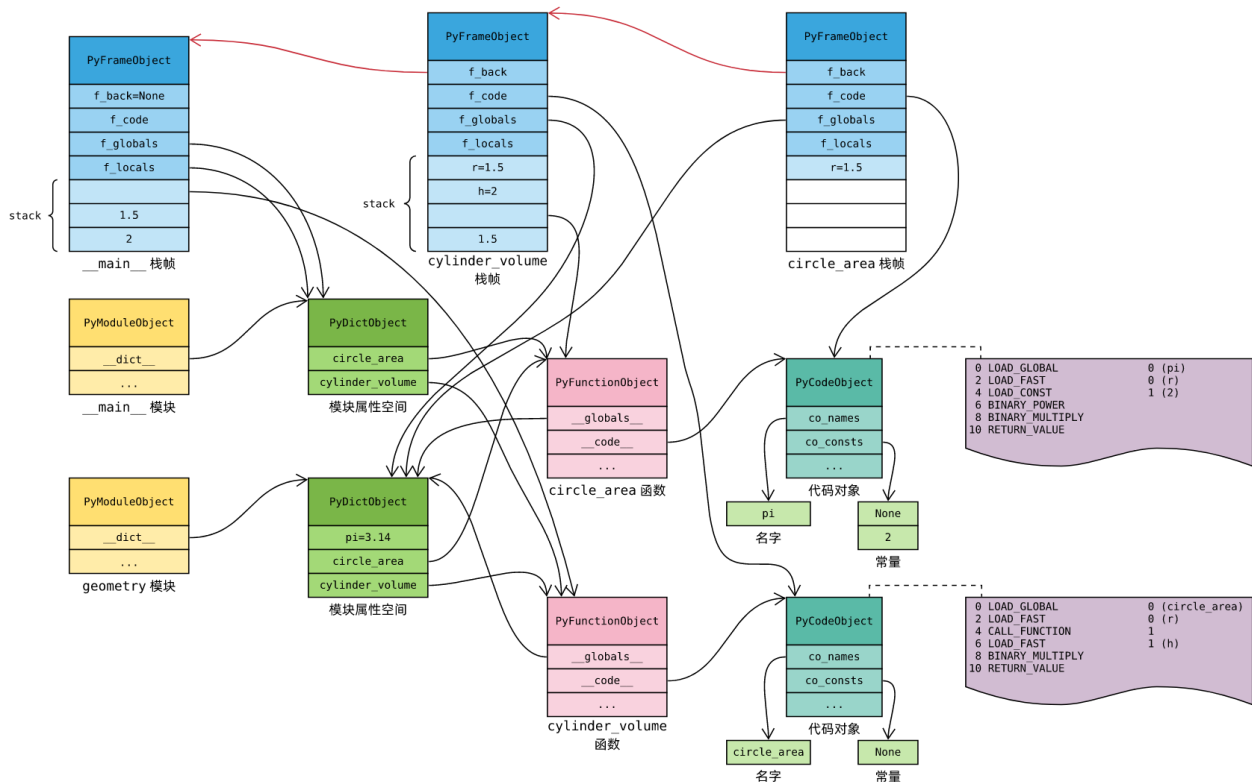 PyFrameObject
f_back=None
f_code
f_globals
f_locals
1.5
2
stack
__main__ 栈帧
PyFrameObject
f_back
f_code
f_globals
f_locals
r=1.5
h=2
1.5
stack
cylinder_volume
栈帧
PyFrameObject
f_back
f_code
f_globals
f_locals
r=1.5
circle_area 栈帧
PyModuleObject
__dict__
...
__main__ 模块
PyDictObject
circle_area
cylinder_volume
模块属性空间
PyFunctionObject
__globals__
__code__
...
circle_area 函数
PyCodeObject
co_names
co_consts
...
代码对象
pi
名字
None
2
常量
0 LOAD_GLOBAL 0 (pi)
2 LOAD_FAST 0 (r)
4 LOAD_CONST 1 (2)
6 BINARY_POWER
8 BINARY_MULTIPLY
10 RETURN_VALUE
PyModuleObject
__dict__
...
geometry 模块
PyDictObject
pi=3.14
circle_area
cylinder_volume
模块属性空间
PyFunctionObject
__globals__
__code__
...
cylinder_volume
函数
PyCodeObject
co_names
co_consts
...
代码对象
circle_area
名字
None
常量
0 LOAD_GLOBAL 0 (circle_area)
2 LOAD_FAST 0 (r)
4 CALL_FUNCTION 1
6 LOAD_FAST 1 (h)
8 BINARY_MULTIPLY
10 RETURN_VALUE